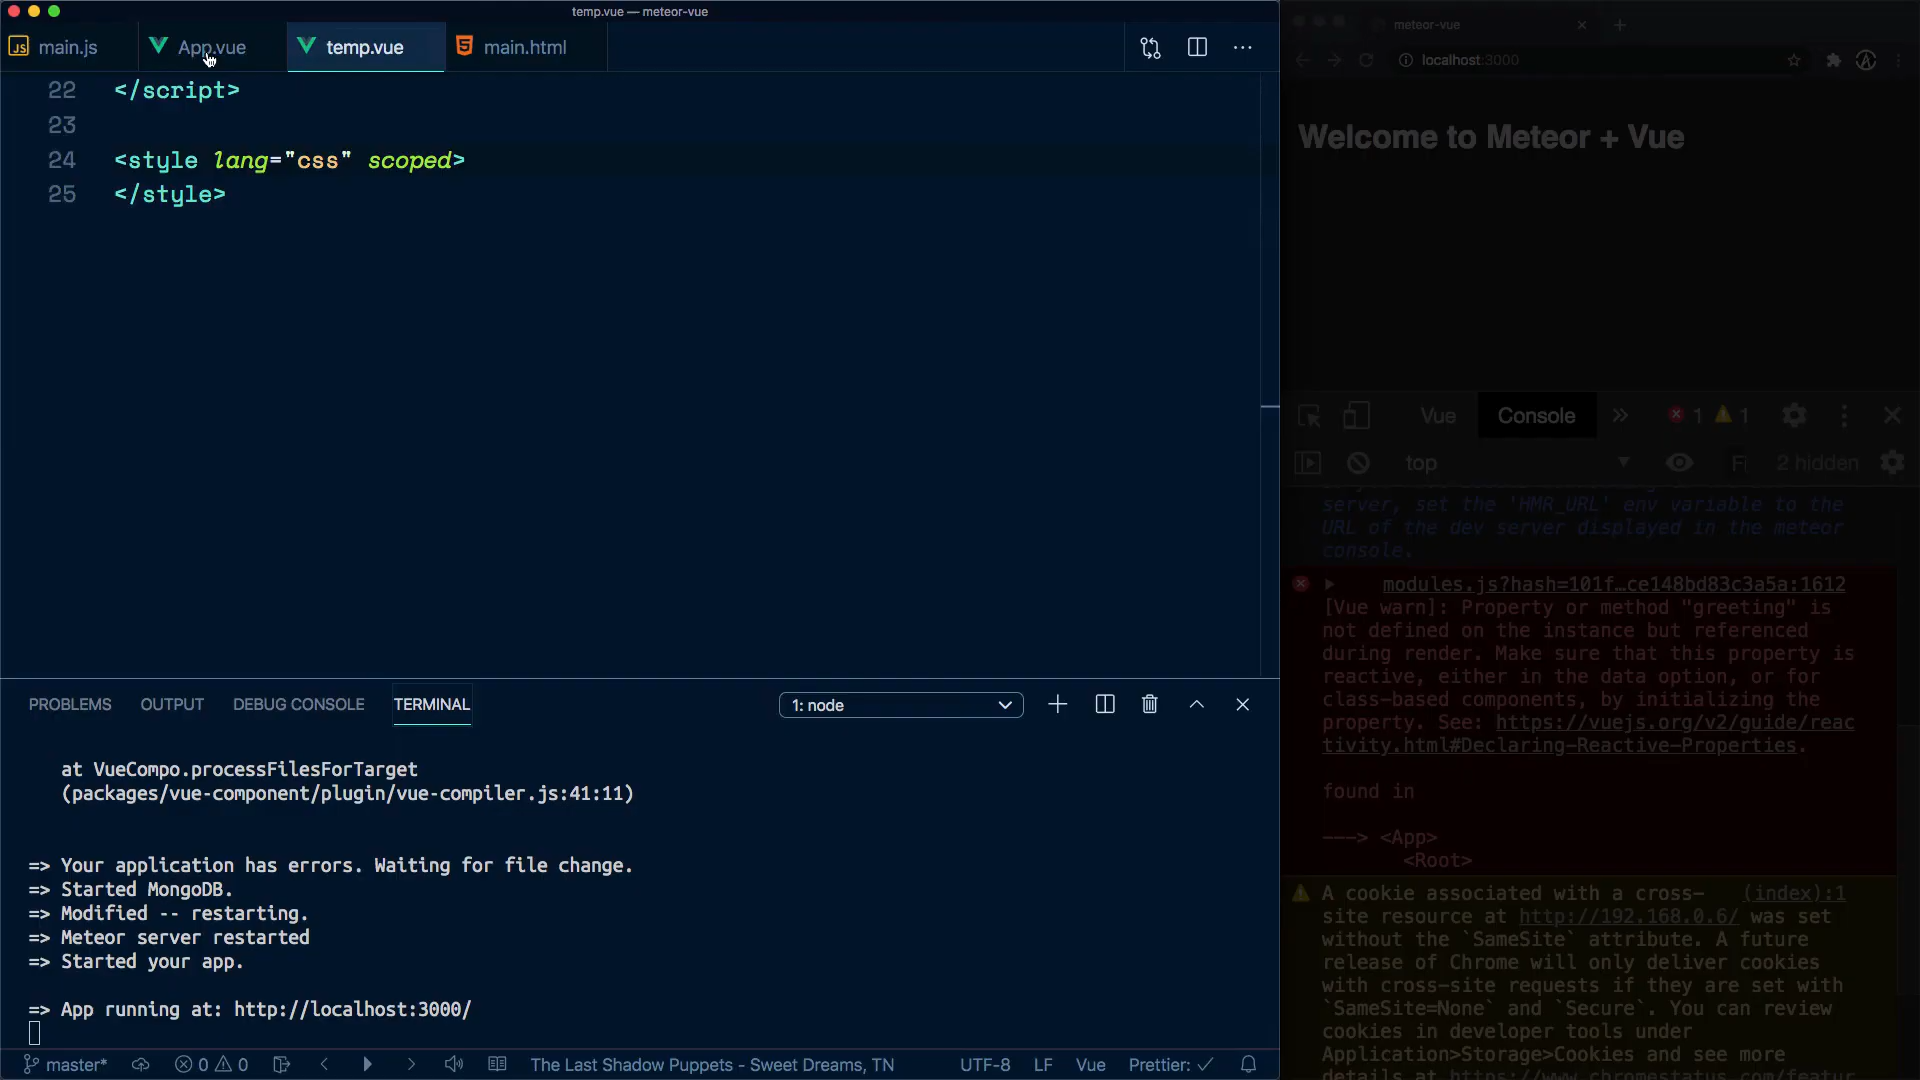 temp.vue — meteor-vue
JS main.js
App.vue
temp.vue
main.html
22 </script>
23
24 <style lang="css" scoped>
25 </style>
PROBLEMS OUTPUT DEBUG CONSOLE TERMINAL
1: node
at VueCompo.processFilesForTarget
(packages/vue-component/plugin/vue-compiler.js:41:11)
=> Your application has errors. Waiting for file change.
=> Started MongoDB.
=> Modified -- restarting.
=> Meteor server restarted
=> Started your app.
=> App running at: http://localhost:3000/
master* 0 0 The Last Shadow Puppets - Sweet Dreams, TN UTF-8 LF Vue Prettier: ✓
meteor-vue
localhost:3000
Welcome to Meteor + Vue
Vue Console » 1 1
top Fi 2 hidden
server, set the 'HMR_URL' env variable to the
URL of the dev server displayed in the meteor
console.
modules.js?hash=101f…ce148bd83c3a5a:1612
[Vue warn]: Property or method "greeting" is
not defined on the instance but referenced
during render. Make sure that this property is
reactive, either in the data option, or for
class-based components, by initializing the
property. See: https://vuejs.org/v2/guide/reac
tivity.html#Declaring-Reactive-Properties.
found in
---> <App>
<Root>
A cookie associated with a cross- (index):1
site resource at http://192.168.0.6/ was set
without the `SameSite` attribute. A future
release of Chrome will only deliver cookies
with cross-site requests if they are set with
`SameSite=None` and `Secure`. You can review
cookies in developer tools under
Application>Storage>Cookies and see more
details at https://www.chromestatus.com/featur